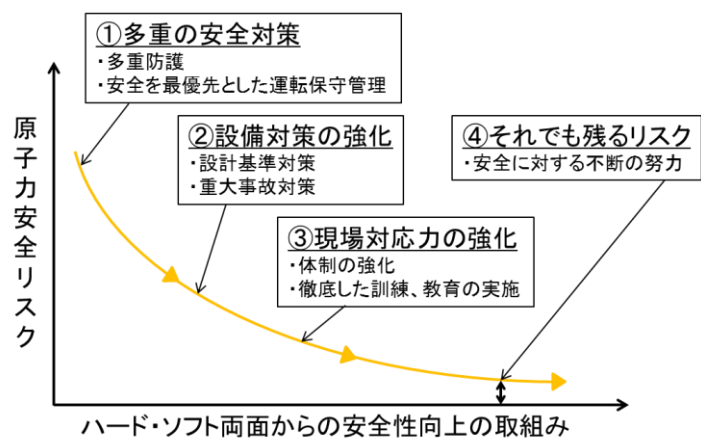 ①多重の安全対策
・多重防護
・安全を最優先とした運転保守管理
②設備対策の強化
・設計基準対策
・重大事故対策
③現場対応力の強化
・体制の強化
・徹底した訓練、教育の実施
④それでも残るリスク
・安全に対する不断の努力
原子力安全リスク
ハード・ソフト両面からの安全性向上の取組み